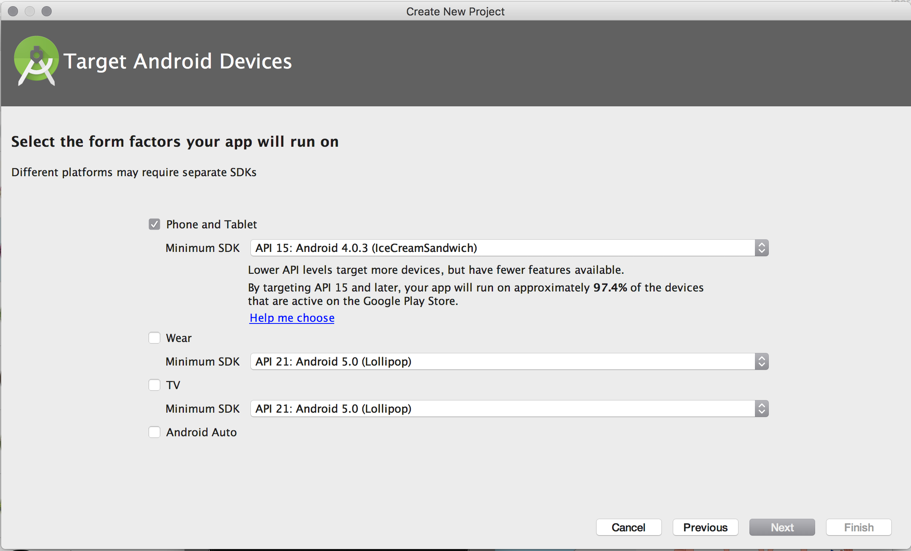 Create New Project
Target Android Devices
Select the form factors your app will run on
Different platforms may require separate SDKs
Phone and Tablet
Minimum SDK API 15: Android 4.0.3 (IceCreamSandwich)
Lower API levels target more devices, but have fewer features available.
By targeting API 15 and later, your app will run on approximately 97.4% of the devices
that are active on the Google Play Store.
Help me choose
Wear
Minimum SDK API 21: Android 5.0 (Lollipop)
TV
Minimum SDK API 21: Android 5.0 (Lollipop)
Android Auto
Cancel Previous Next Finish